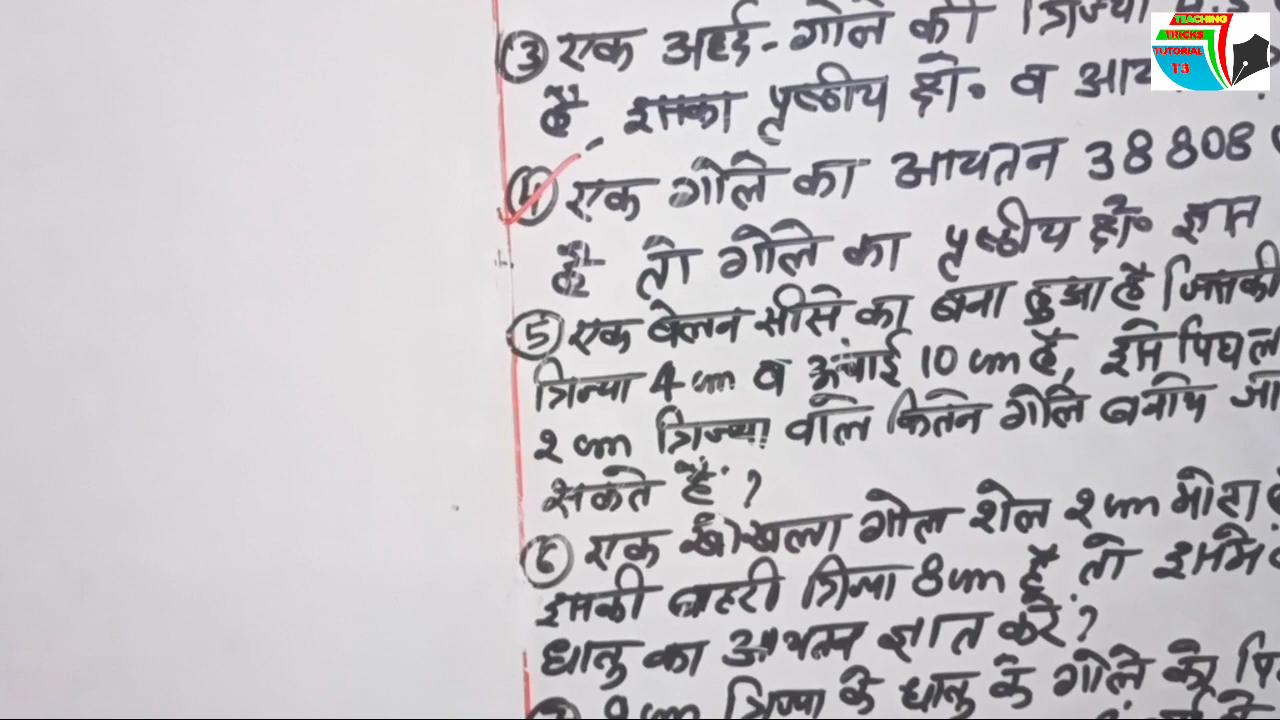 ③ एक अर्द्ध-गोले की त्रिज्या
है इसका पृष्ठीय क्षे० व
④ एक गोले का आयतन 38808
है तो गोले का पृष्ठीय क्षे० ज्ञात
⑤ एक बेलन सीसे का बना हुआ है जिसकी
त्रिज्या 4 cm व ऊंचाई 10 cm है, इसे
2 cm त्रिज्या वाले कितने गोले बनाये जा
सकते हैं ?
⑥ एक खोखला गोल शेल 2 cm मोटा
इसकी बाहरी त्रिज्या 8 cm है तो इसमें
धातु का आयतन ज्ञात करें ?
त्रिज्या के धातु के गोले को
TEACHING
TRICKS
TUTORIAL
T3